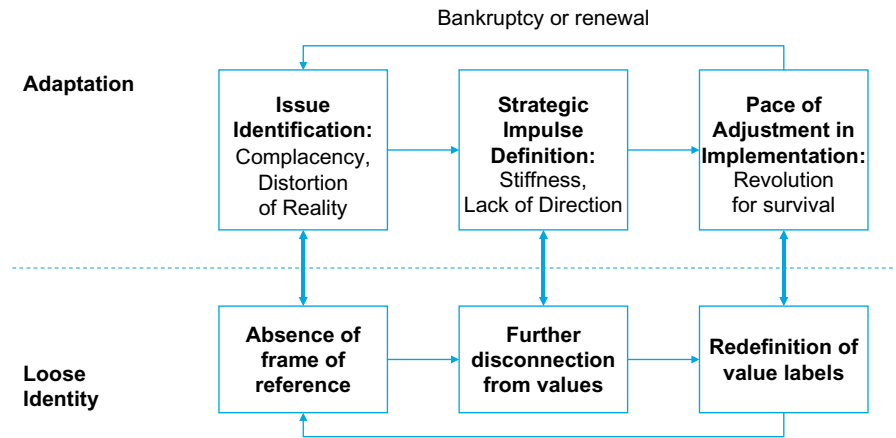 Bankruptcy or renewal
Adaptation
Issue
Identification:
Complacency,
Distortion
of Reality
Strategic
Impulse
Definition:
Stiffness,
Lack of Direction
Pace of
Adjustment in
Implementation:
Revolution
for survival
Loose
Identity
Absence of
frame of
reference
Further
disconnection
from values
Redefinition of
value labels